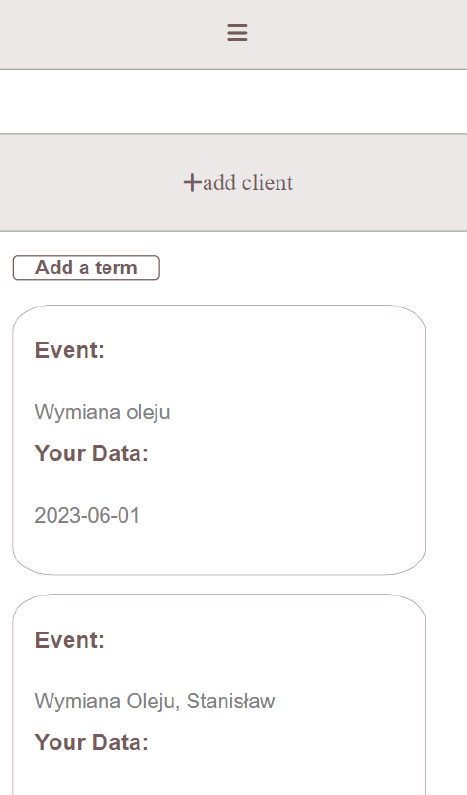 add client
Add a term
Event:
Wymiana oleju
Your Data:
2023-06-01
Event:
Wymiana Oleju, Stanisław
Your Data: